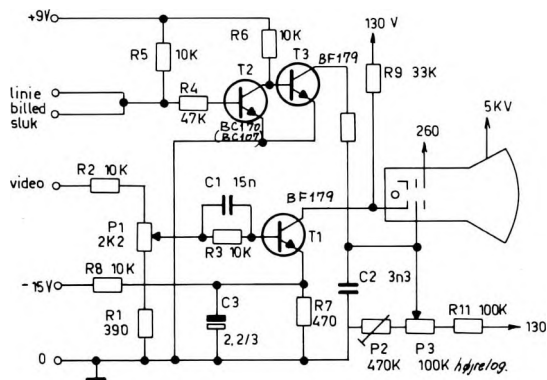 +9V
R5
10K
R6
10K
T3
BF179
130 V
R9 33K
T2
linie
billed
sluk
R4
47K
(BC170
BC107)
260
5KV
R2 10K
video
C1 15n
BF179
P1
2K2
R3 10K
T1
R8 10K
-15V
C2 3n3
C3
2,2/3
R7
470
R1
390
R11 100K
130
P2
470K
P3
100K højrelog.
0